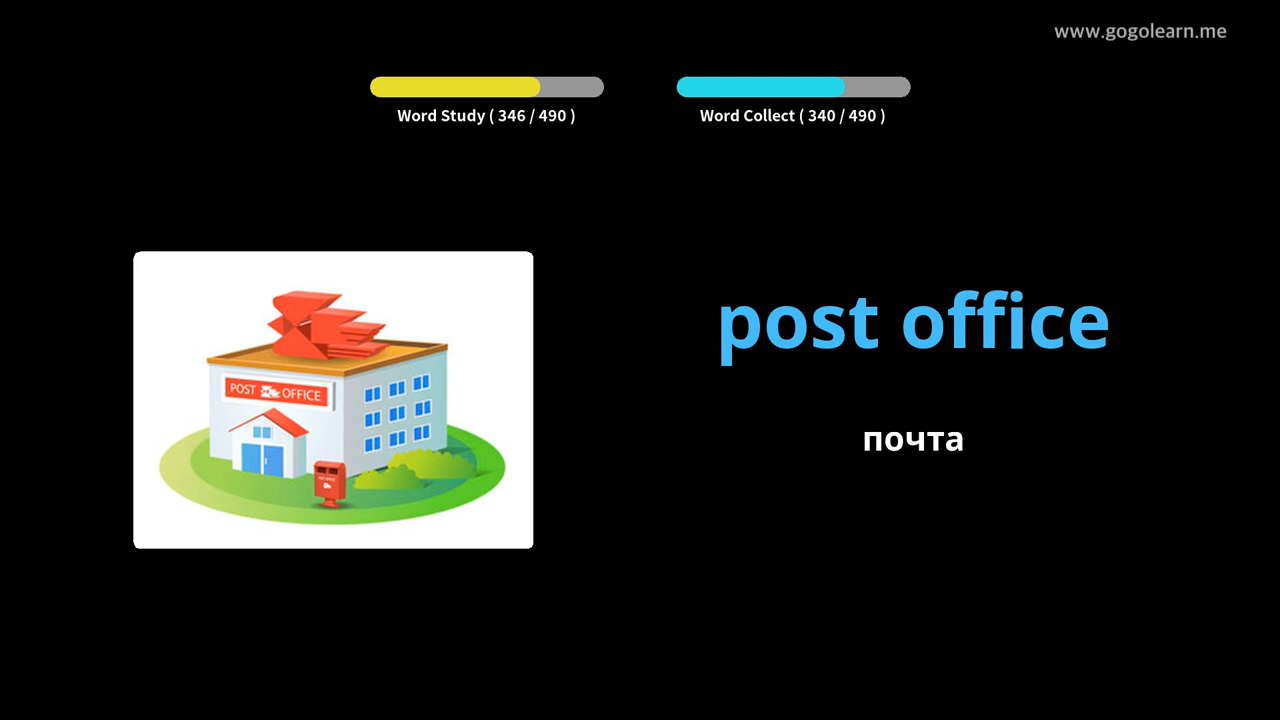 www.gogolearn.me
Word Study ( 346 / 490 )
Word Collect ( 340 / 490 )
POST OFFICE
post office
почта